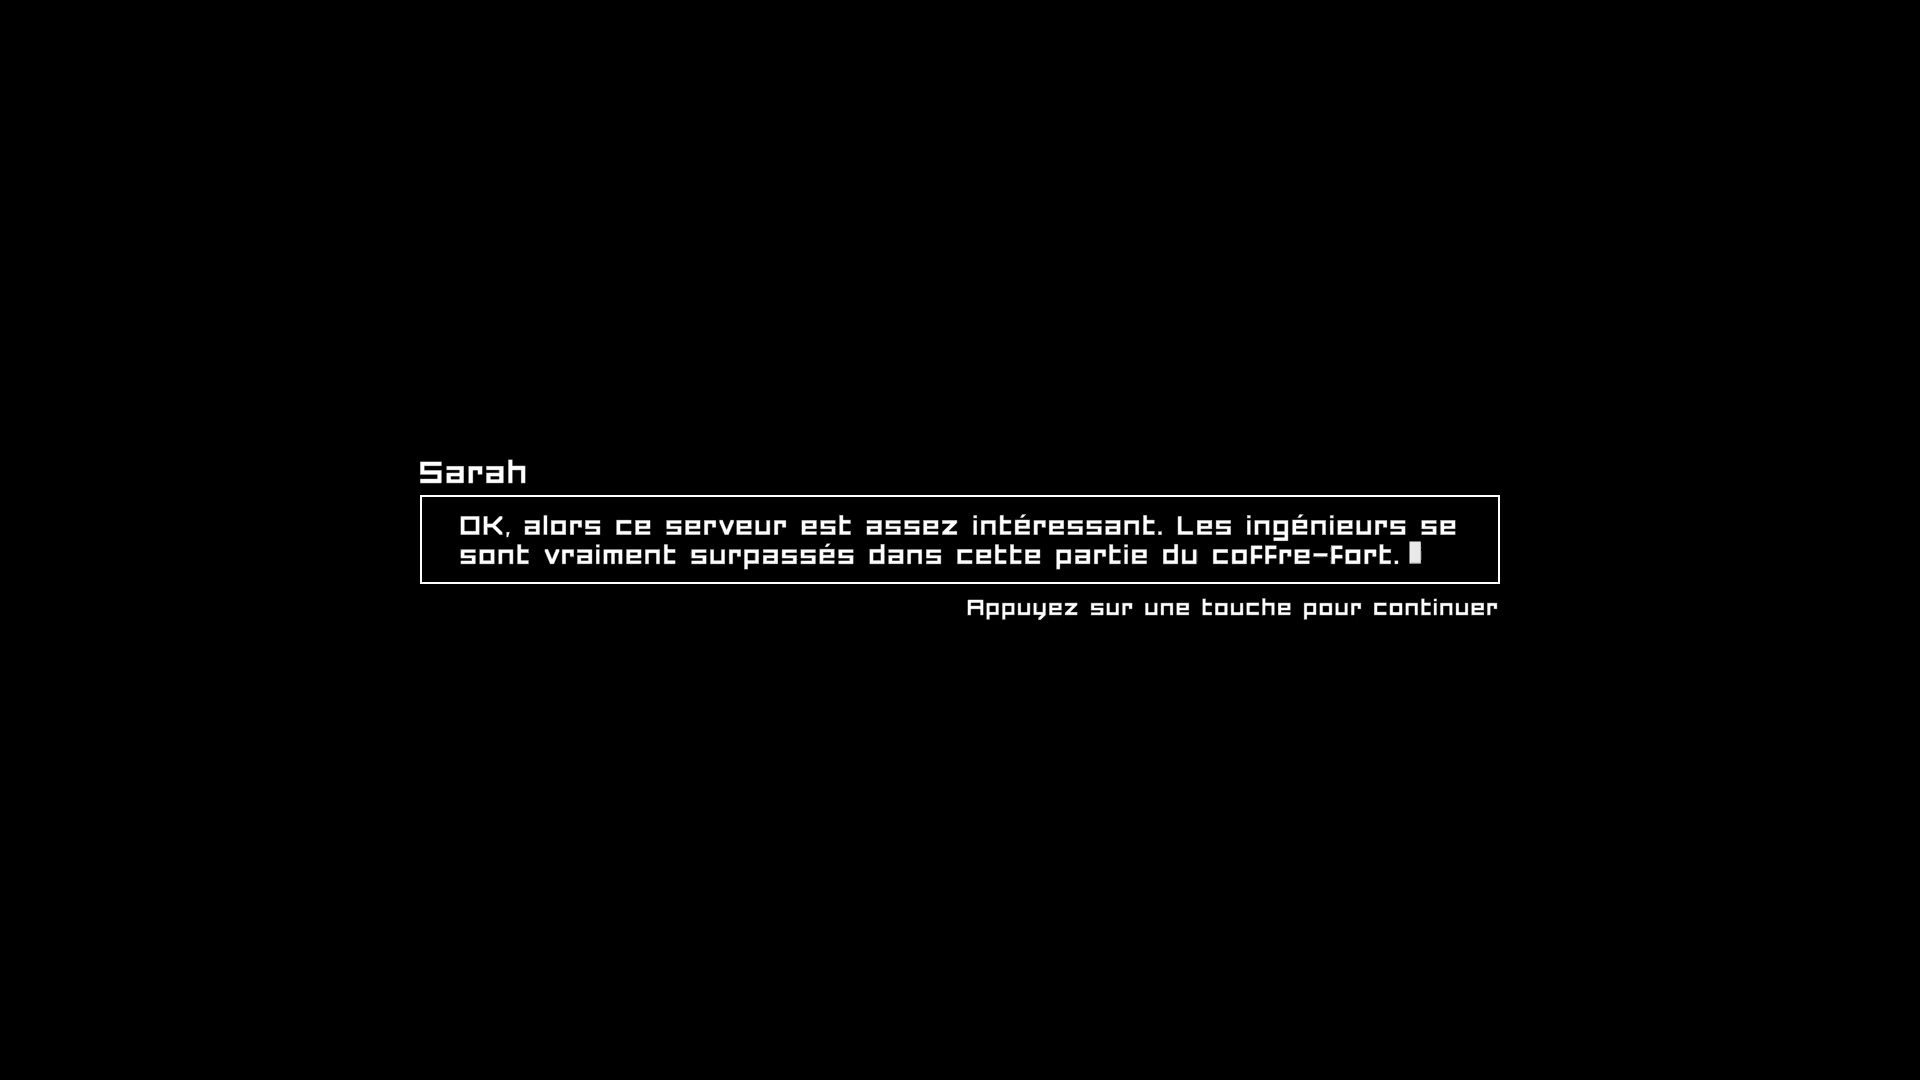 Sarah
OK, alors ce serveur est assez intéressant. Les ingénieurs se
sont vraiment surpassés dans cette partie du coffre-fort.
Appuyez sur une touche pour continuer